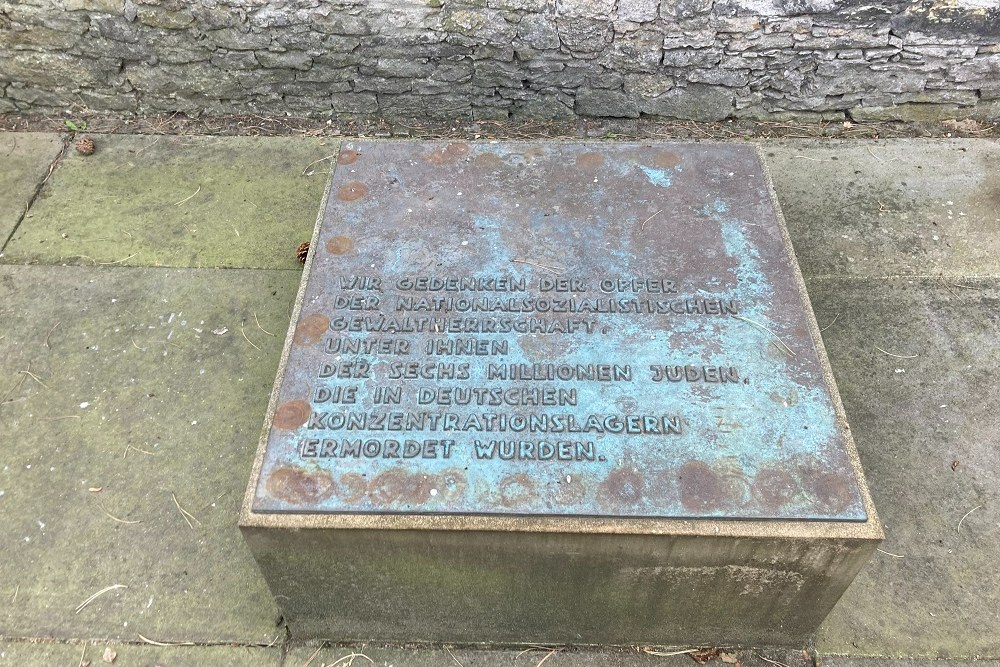 WIR GEDENKEN DER OPFER
DER NATIONALSOZIALISTISCHEN
GEWALTHERRSCHAFT.
UNTER IHNEN
DER SECHS MILLIONEN JUDEN,
DIE IN DEUTSCHEN
KONZENTRATIONSLAGERN
ERMORDET WURDEN.